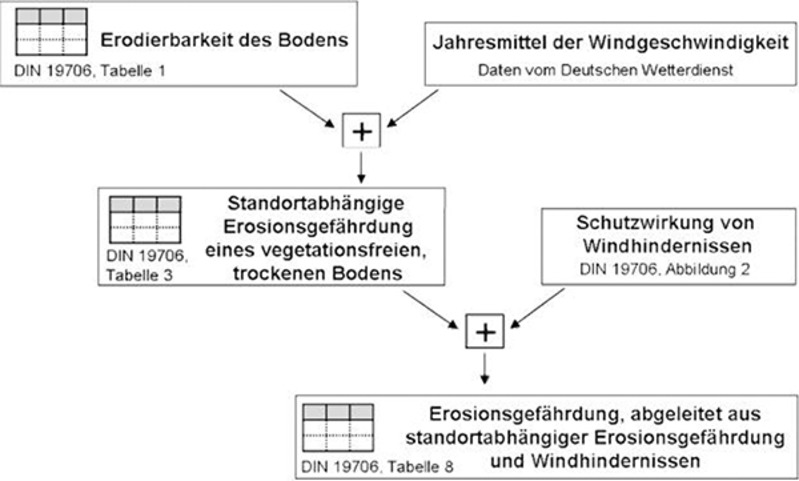 Erodierbarkeit des Bodens
DIN 19706, Tabelle 1
Jahresmittel der Windgeschwindigkeit
Daten vom Deutschen Wetterdienst
+
Standortabhängige
Erosionsgefährdung
eines vegetationsfreien,
trockenen Bodens
DIN 19706,
Tabelle 3
Schutzwirkung von
Windhindernissen
DIN 19706, Abbildung 2
+
Erosionsgefährdung, abgeleitet aus
standortabhängiger Erosionsgefährdung
und Windhindernissen
DIN 19706, Tabelle 8